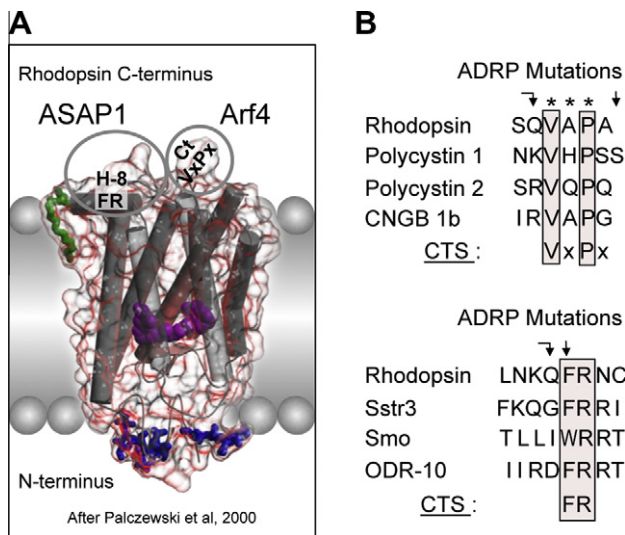 A
Rhodopsin C-terminus
ASAP1 Arf4
Ct
VxPx
H-8
FR
N-terminus
After Palczewski et al, 2000
B
ADRP Mutations
* * *
Rhodopsin SQVAPA
Polycystin 1 NKVHPSS
Polycystin 2 SRVQPQ
CNGB 1b IRVAPG
CTS : VxPx
ADRP Mutations
Rhodopsin LNKQFRNC
Sstr3 FKQGFRRI
Smo TLLIWRRT
ODR-10 IIRDFRRT
CTS : FR